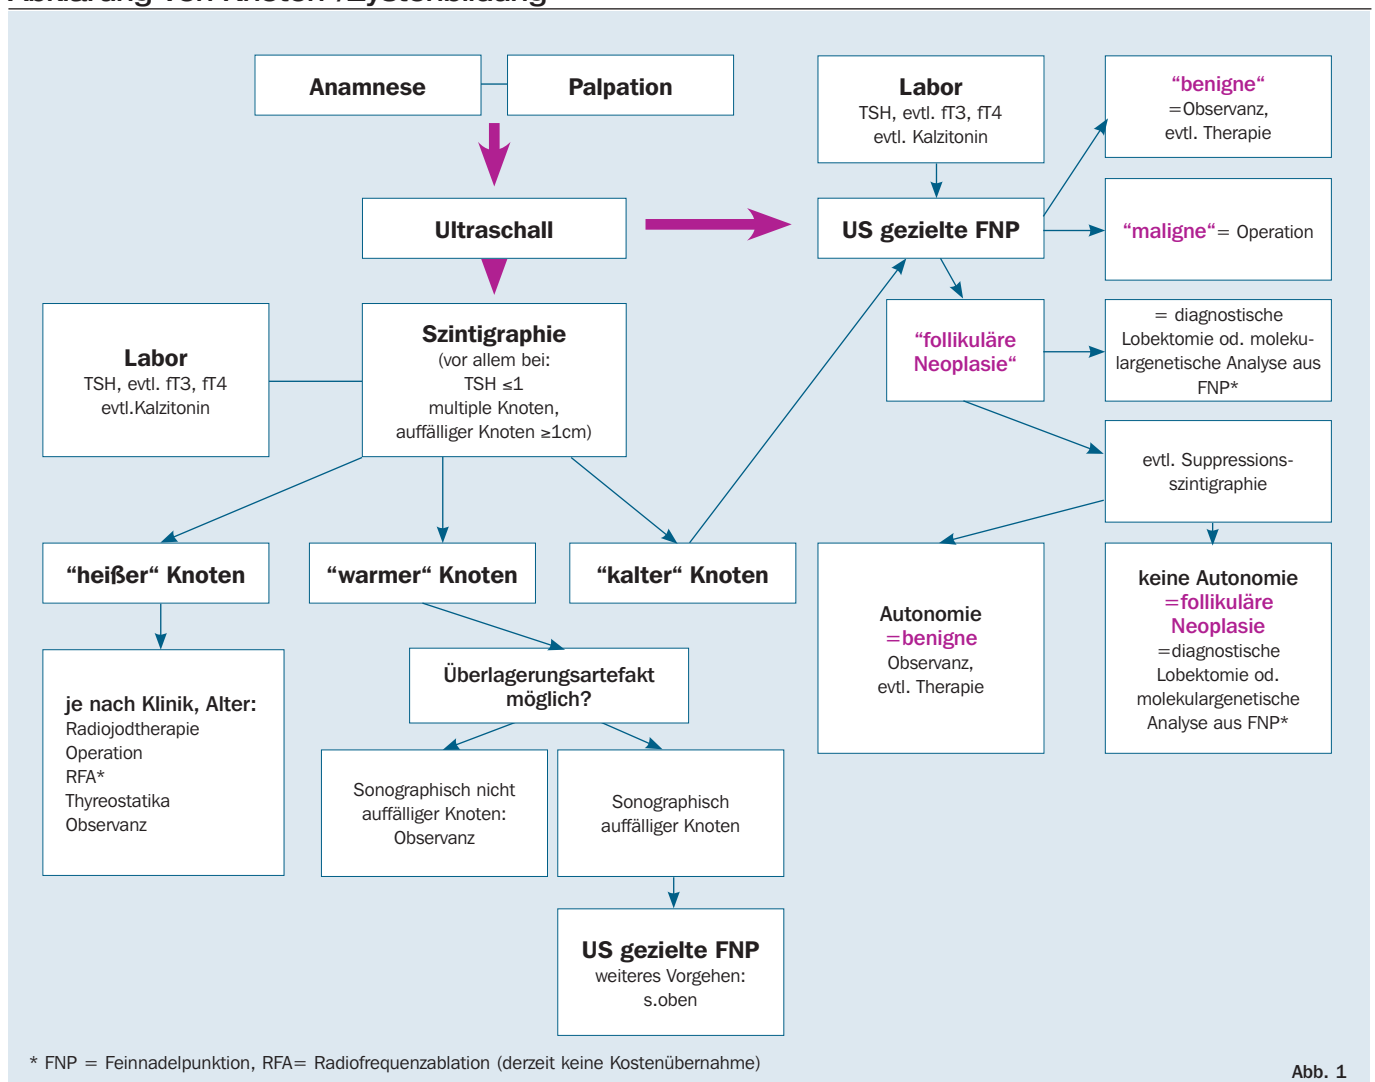 Abklärung von Knoten-/Zystenbildung
Anamnese
Palpation
Ultraschall
Labor
TSH, evtl. fT3, fT4
evtl.Kalzitonin
Szintigraphie
(vor allem bei:
TSH ≤1
multiple Knoten,
auffälliger Knoten ≥1cm)
“heißer“ Knoten
“warmer“ Knoten
“kalter“ Knoten
je nach Klinik, Alter:
Radiojodtherapie
Operation
RFA*
Thyreostatika
Observanz
Überlagerungsartefakt
möglich?
Sonographisch nicht
auffälliger Knoten:
Observanz
Sonographisch
auffälliger Knoten
US gezielte FNP
weiteres Vorgehen:
s.oben
Labor
TSH, evtl. fT3, fT4
evtl. Kalzitonin
US gezielte FNP
“benigne“
=Observanz,
evtl. Therapie
“maligne“= Operation
“follikuläre
Neoplasie“
= diagnostische
Lobektomie od. moleku-
largenetische Analyse aus
FNP*
evtl. Suppressions-
szintigraphie
Autonomie
=benigne
Observanz,
evtl. Therapie
keine Autonomie
=follikuläre
Neoplasie
=diagnostische
Lobektomie od.
molekulargenetische
Analyse aus FNP*
* FNP = Feinnadelpunktion, RFA= Radiofrequenzablation (derzeit keine Kostenübernahme)
Abb. 1